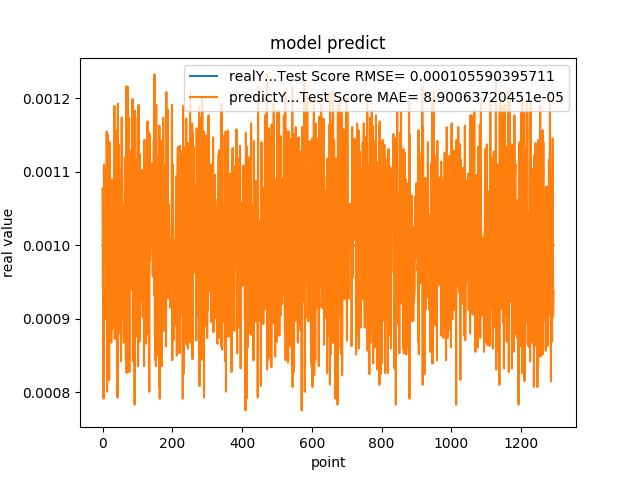 model predict
realY...Test Score RMSE= 0.000105590395711
predictY...Test Score MAE= 8.90063720451e-05
0.0012
0.0011
0.0010
0.0009
0.0008
real value
0 200 400 600 800 1000 1200
point